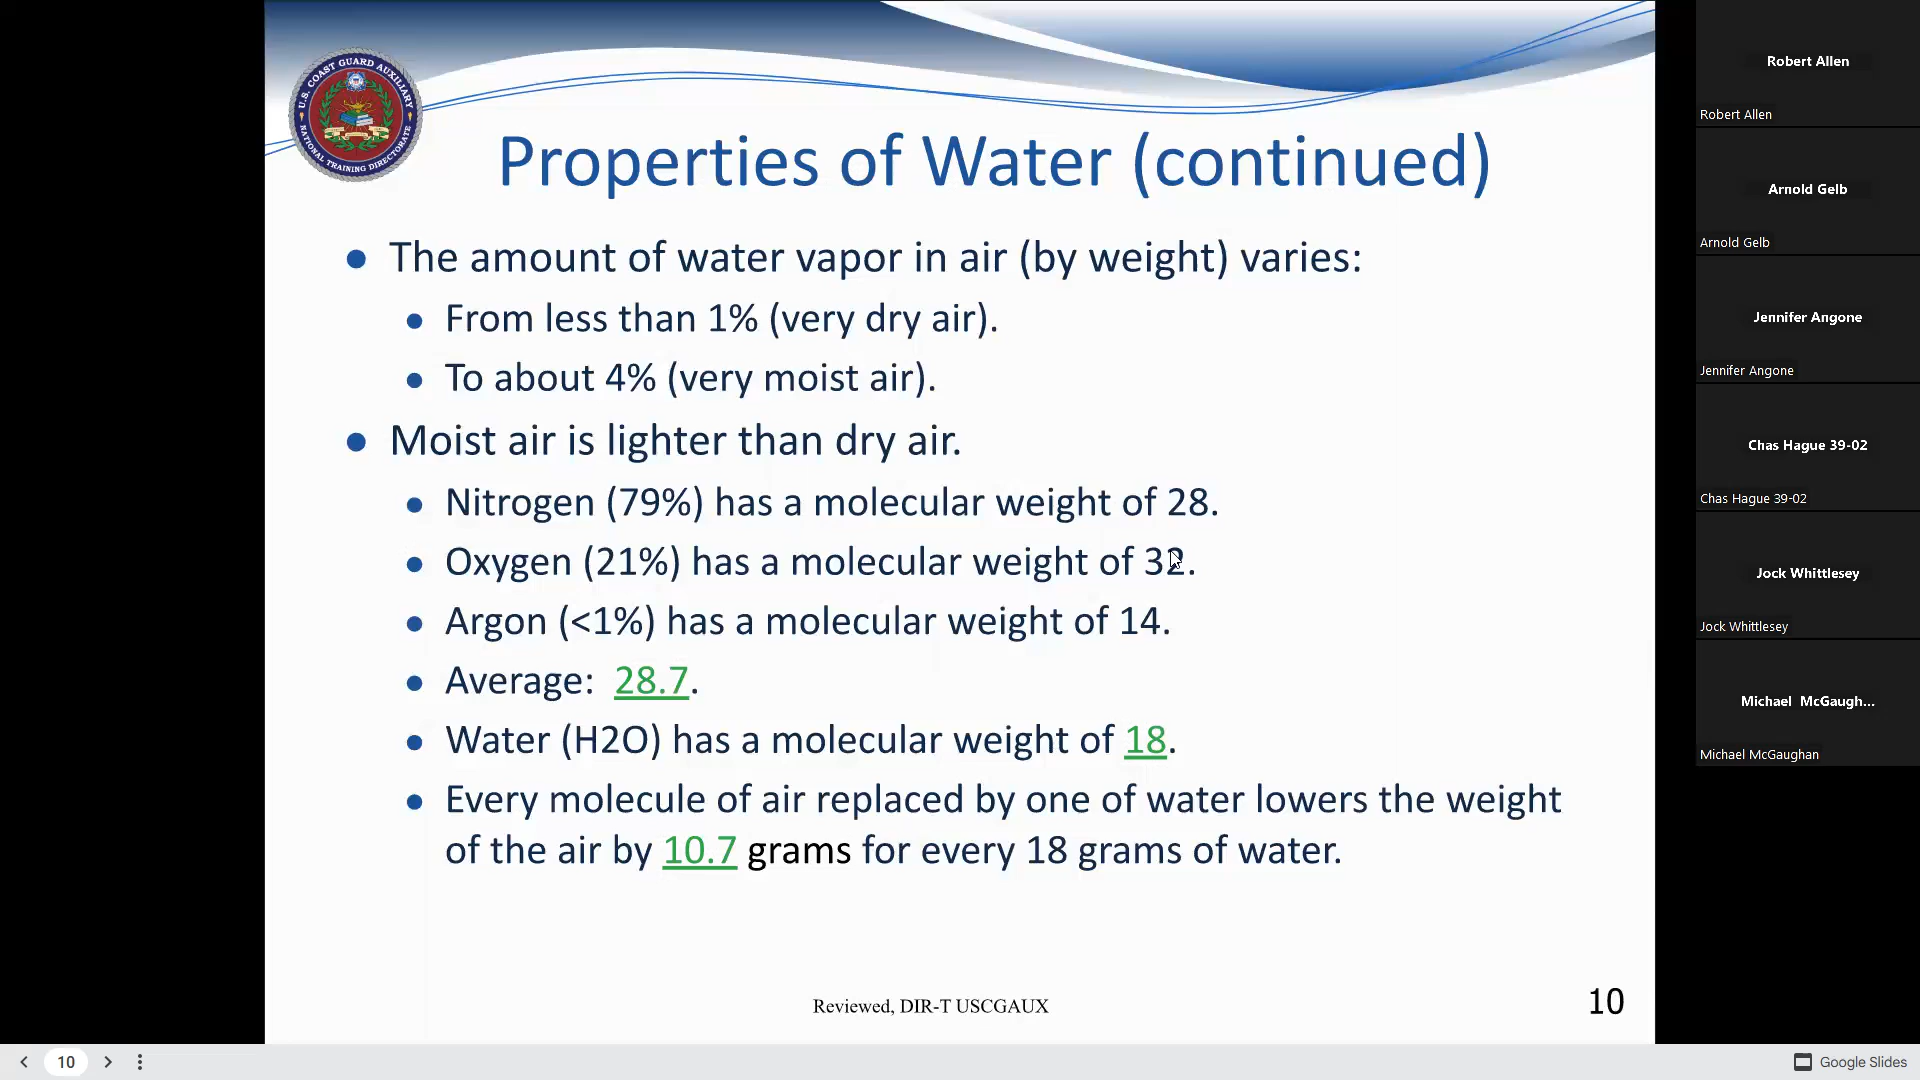 U.S. COAST GUARD AUXILIARY
NATIONAL TRAINING DIRECTORATE
Properties of Water (continued)
The amount of water vapor in air (by weight) varies:
From less than 1% (very dry air).
To about 4% (very moist air).
Moist air is lighter than dry air.
Nitrogen (79%) has a molecular weight of 28.
Oxygen (21%) has a molecular weight of 32.
Argon (<1%) has a molecular weight of 14.
Average: 28.7.
Water (H2O) has a molecular weight of 18.
Every molecule of air replaced by one of water lowers the weight
of the air by 10.7 grams for every 18 grams of water.
Reviewed, DIR-T USCGAUX
10
Robert Allen
Robert Allen
Arnold Gelb
Arnold Gelb
Jennifer Angone
Jennifer Angone
Chas Hague 39-02
Chas Hague 39-02
Jock Whittlesey
Jock Whittlesey
Michael McGaugh...
Michael McGaughan
10
Google Slides